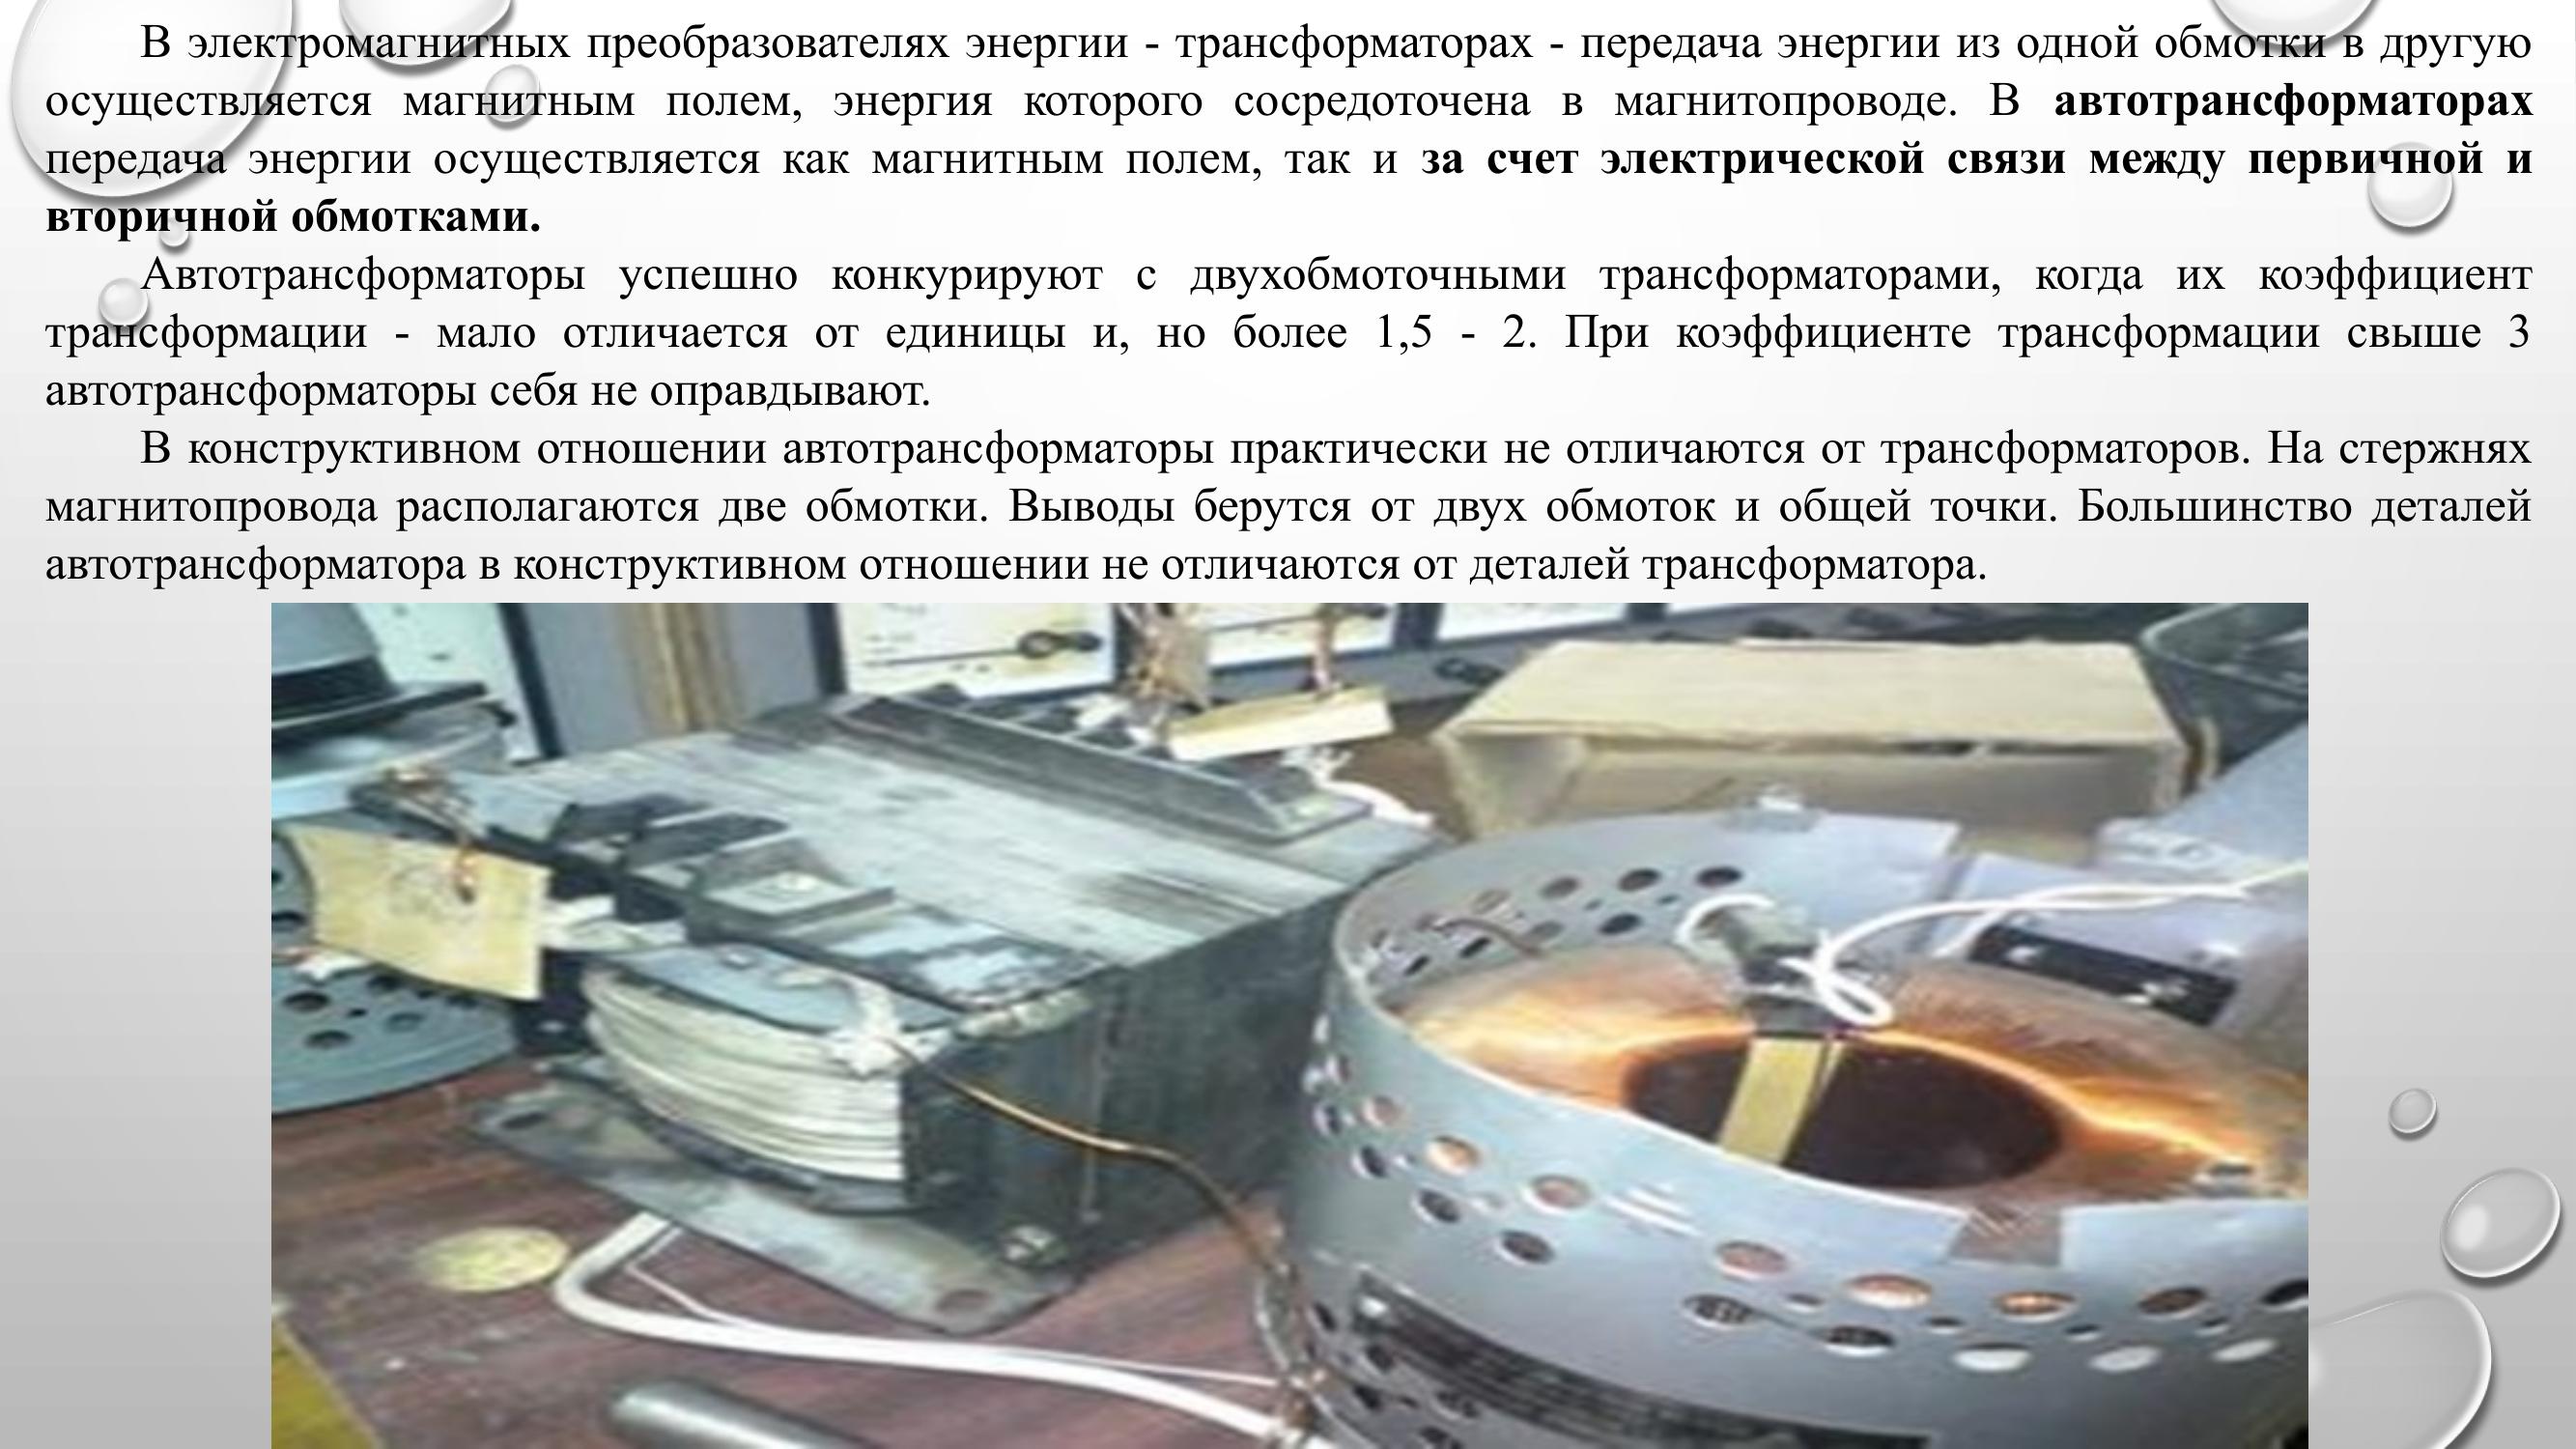 В электромагнитных преобразователях энергии - трансформаторах - передача энергии из одной обмотки в другую
осуществляется магнитным полем, энергия которого сосредоточена в магнитопроводе. В автотрансформаторах
передача энергии осуществляется как магнитным полем, так и за счет электрической связи между первичной и
вторичной обмотками.
Автотрансформаторы успешно конкурируют с двухобмоточными трансформаторами, когда их коэффициент
трансформации - мало отличается от единицы и, но более 1,5 - 2. При коэффициенте трансформации свыше 3
автотрансформаторы себя не оправдывают.
В конструктивном отношении автотрансформаторы практически не отличаются от трансформаторов. На стержнях
магнитопровода располагаются две обмотки. Выводы берутся от двух обмоток и общей точки. Большинство деталей
автотрансформатора в конструктивном отношении не отличаются от деталей трансформатора.